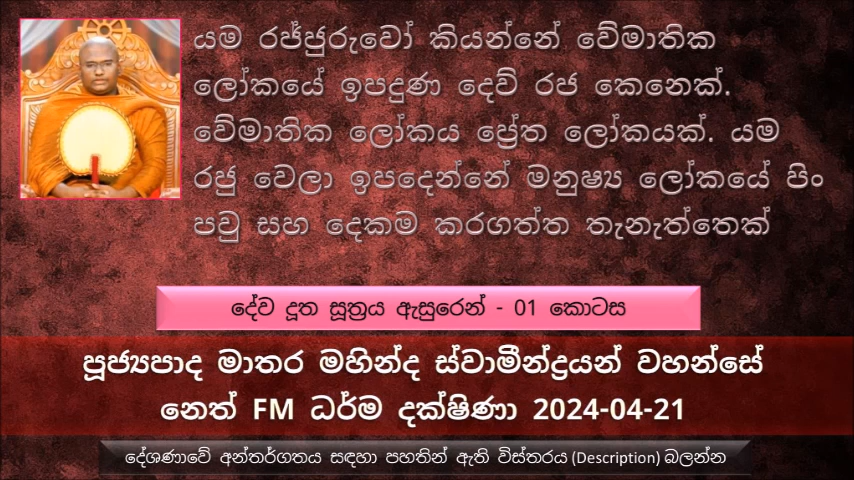 යම රජ්ජුරුවෝ කියන්නේ වේමාතික
ලෝකයේ ඉපදුණ දෙව් රජ කෙනෙක්.
වේමාතික ලෝකය ප්‍රේත ලෝකයක්. යම
රජු වෙලා ඉපදෙන්නේ මනුෂ්‍ය ලෝකයේ පිං
පවු සහ දෙකම කරගත්ත තැනැත්තෙක්
දේව දූත සූත්‍රය ඇසුරෙන් - 01 කොටස
පූජ්‍යපාද මාතර මහින්ද ස්වාමීන්ද්‍රයන් වහන්සේ
නෙත් FM ධර්ම දක්ෂිණා 2024-04-21
දේශණාවේ අන්තර්ගතය සඳහා පහතින් ඇති විස්තරය (Description) බලන්න